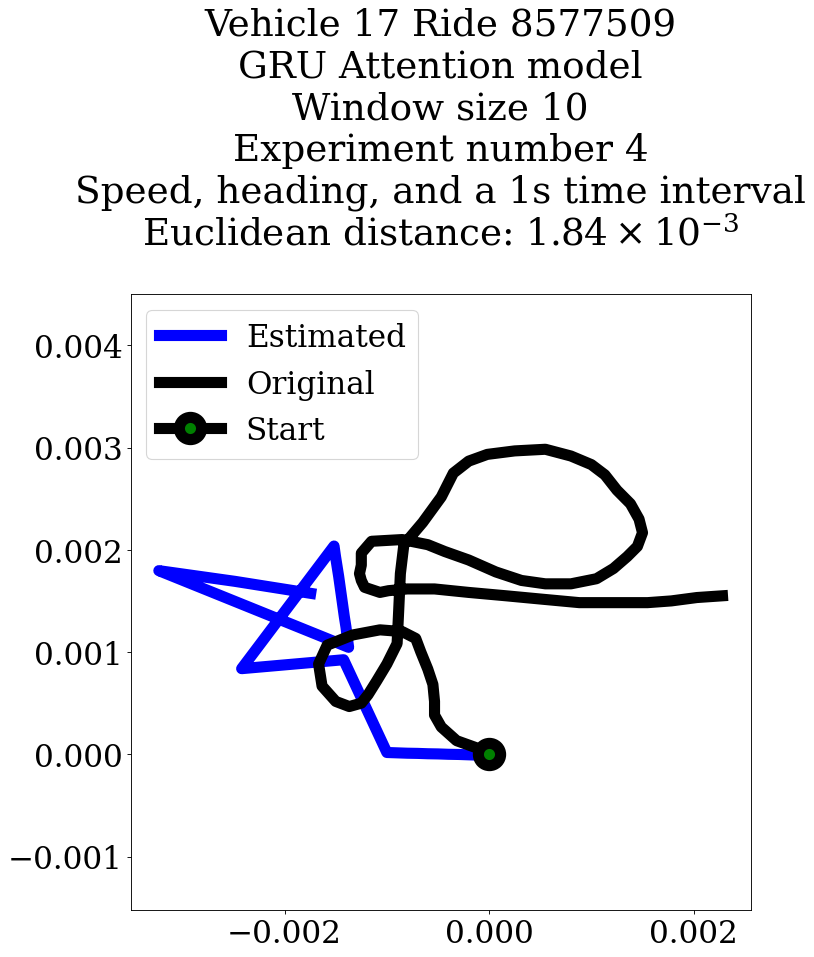 Vehicle 17 Ride 8577509
GRU Attention model
Window size 10
Experiment number 4
Speed, heading, and a 1s time interval
Euclidean distance: 1.84 × 10⁻³
Estimated
Original
Start
0.004
0.003
0.002
0.001
0.000
−0.001
−0.002
0.000
0.002